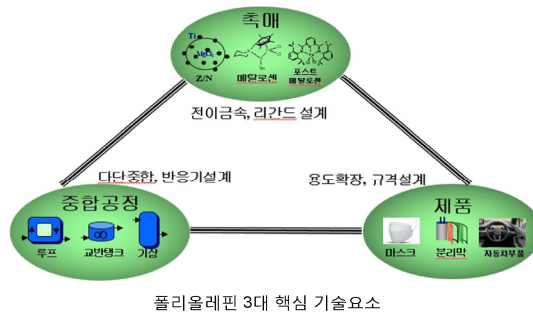 촉매
Ti
MgCl₂
Z/N
메탈로센
포스트
메탈로센
전이금속, 리간드 설계
다단중합, 반응기설계
용도확장, 규격설계
중합공정
루프
교반탱크
기상
제품
마스크
분리막
자동차부품
폴리올레핀 3대 핵심 기술요소